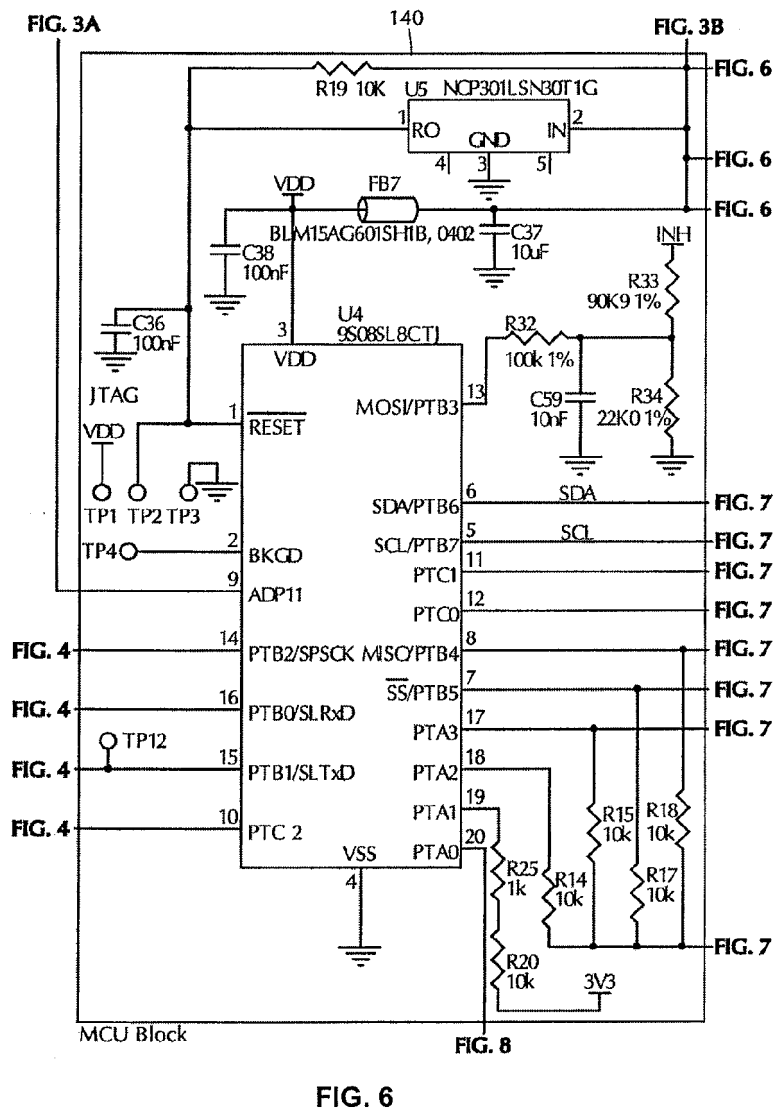 FIG. 3A
140
FIG. 3B
FIG. 6
R19 10K
U5 NCP301LSN30T1G
1 RO
IN 2
GND
4 3 5
FIG. 6
VDD
FB7
FIG. 6
BLM15AG601SH1B, 0402
C38
100nF
C37
10uF
INH
R33
90K9 1%
C36
100nF
U4
9S08SL8CTJ
3
VDD
R32
100k 1%
JTAG
13
MOSI/PTB3
C59
10nF
R34
22K0 1%
1
RESET
VDD
TP1 TP2 TP3
6
SDA/PTB6
SDA
FIG. 7
TP4
2
BKGD
5
SCL/PTB7
SCL
FIG. 7
11
PTC1
FIG. 7
9
ADP11
12
PTC0
FIG. 7
FIG. 4
14
PTB2/SPSCK
8
MISO/PTB4
FIG. 7
7
SS/PTB5
FIG. 7
FIG. 4
16
PTB0/SLRxD
17
PTA3
FIG. 7
TP12
FIG. 4
15
PTB1/SLTxD
18
PTA2
19
PTA1
FIG. 4
10
PTC 2
20
PTA0
VSS
4
R25
1k
R14
10k
R15
10k
R17
10k
R18
10k
FIG. 7
R20
10k
3V3
MCU Block
FIG. 8
FIG. 6